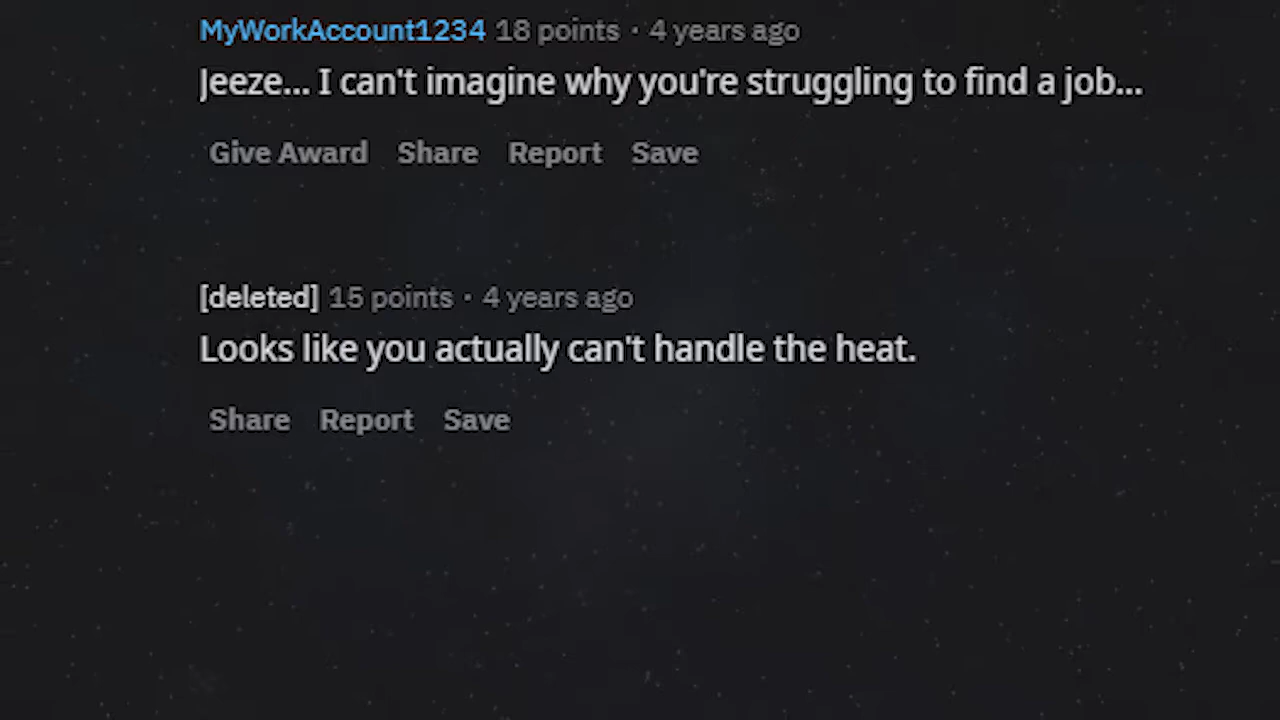 MyWorkAccount1234 18 points · 4 years ago
Jeeze... I can't imagine why you're struggling to find a job...
Give Award Share Report Save
[deleted] 15 points · 4 years ago
Looks like you actually can't handle the heat.
Share Report Save